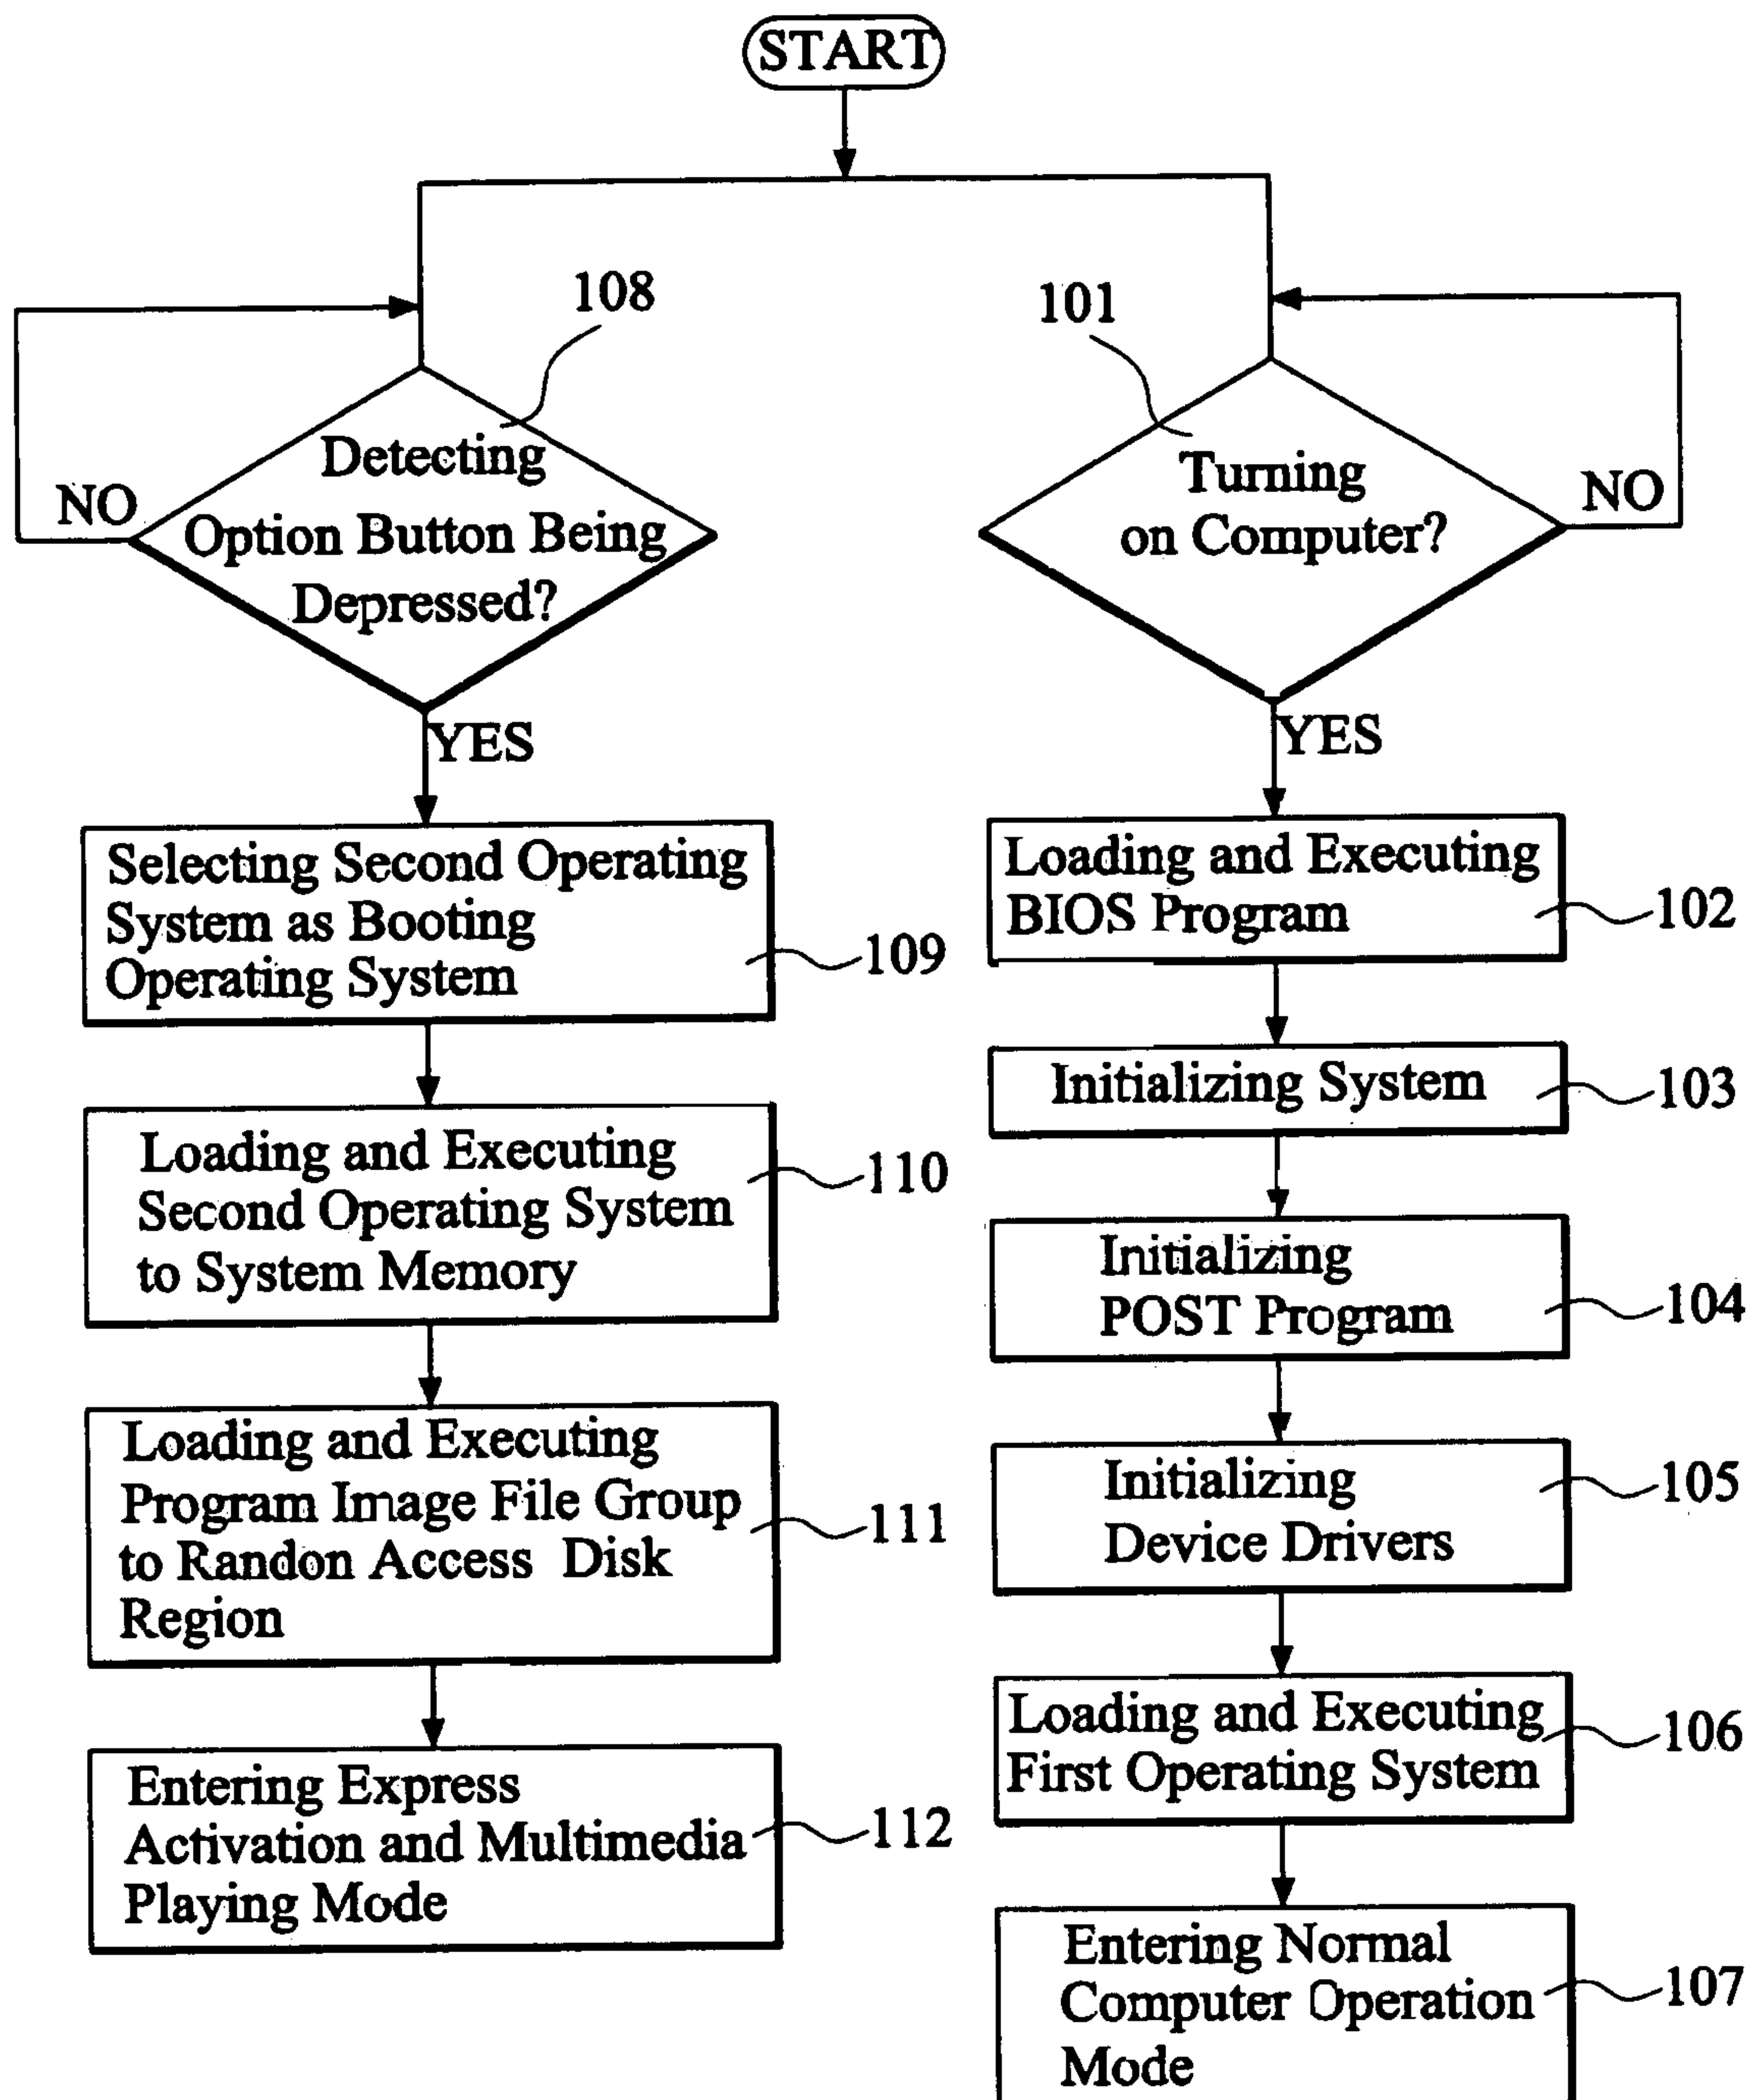 START
108
Detecting
Option Button Being
Depressed?
NO
YES
Selecting Second Operating
System as Booting
Operating System
109
Loading and Executing
Second Operating System
to System Memory
110
Loading and Executing
Program Image File Group
to Randon Access Disk
Region
111
Entering Express
Activation and Multimedia
Playing Mode
112
101
Turning
on Computer?
NO
YES
Loading and Executing
BIOS Program
102
Initializing System
103
Initializing
POST Program
104
Initializing
Device Drivers
105
Loading and Executing
First Operating System
106
Entering Normal
Computer Operation
Mode
107